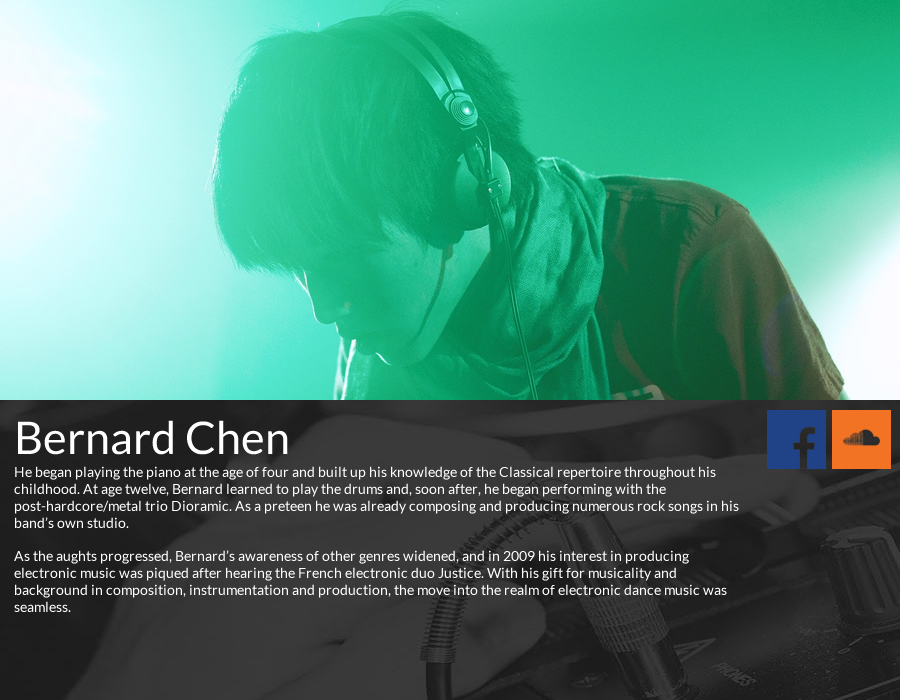 Bernard Chen
He began playing the piano at the age of four and built up his knowledge of the Classical repertoire throughout his
childhood. At age twelve, Bernard learned to play the drums and, soon after, he began performing with the
post-hardcore/metal trio Dioramic. As a preteen he was already composing and producing numerous rock songs in his
band’s own studio.
As the aughts progressed, Bernard’s awareness of other genres widened, and in 2009 his interest in producing
electronic music was piqued after hearing the French electronic duo Justice. With his gift for musicality and
background in composition, instrumentation and production, the move into the realm of electronic dance music was
seamless.
PHONES